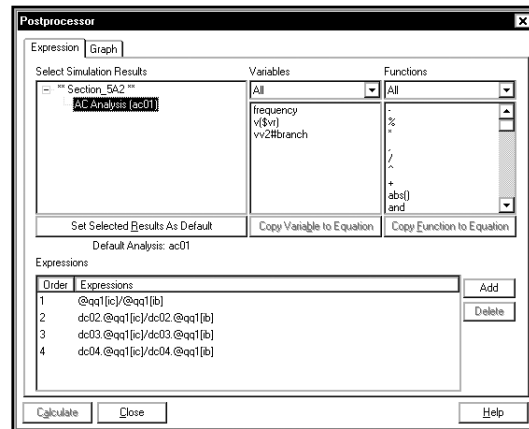 Postprocessor
Expression Graph
Select Simulation Results Variables Functions
** Section_5A2 **
AC Analysis (ac01)
All
frequency
v($vr)
vv2#branch
All
-
%
*
,
/
^
+
abs()
and
Set Selected Results As Default Copy Variable to Equation Copy Function to Equation
Default Analysis: ac01
Expressions
Order Expressions
1 @qq1[ic]/@qq1[ib]
2 dc02.@qq1[ic]/dc02.@qq1[ib]
3 dc03.@qq1[ic]/dc03.@qq1[ib]
4 dc04.@qq1[ic]/dc04.@qq1[ib]
Add
Delete
Calculate Close Help